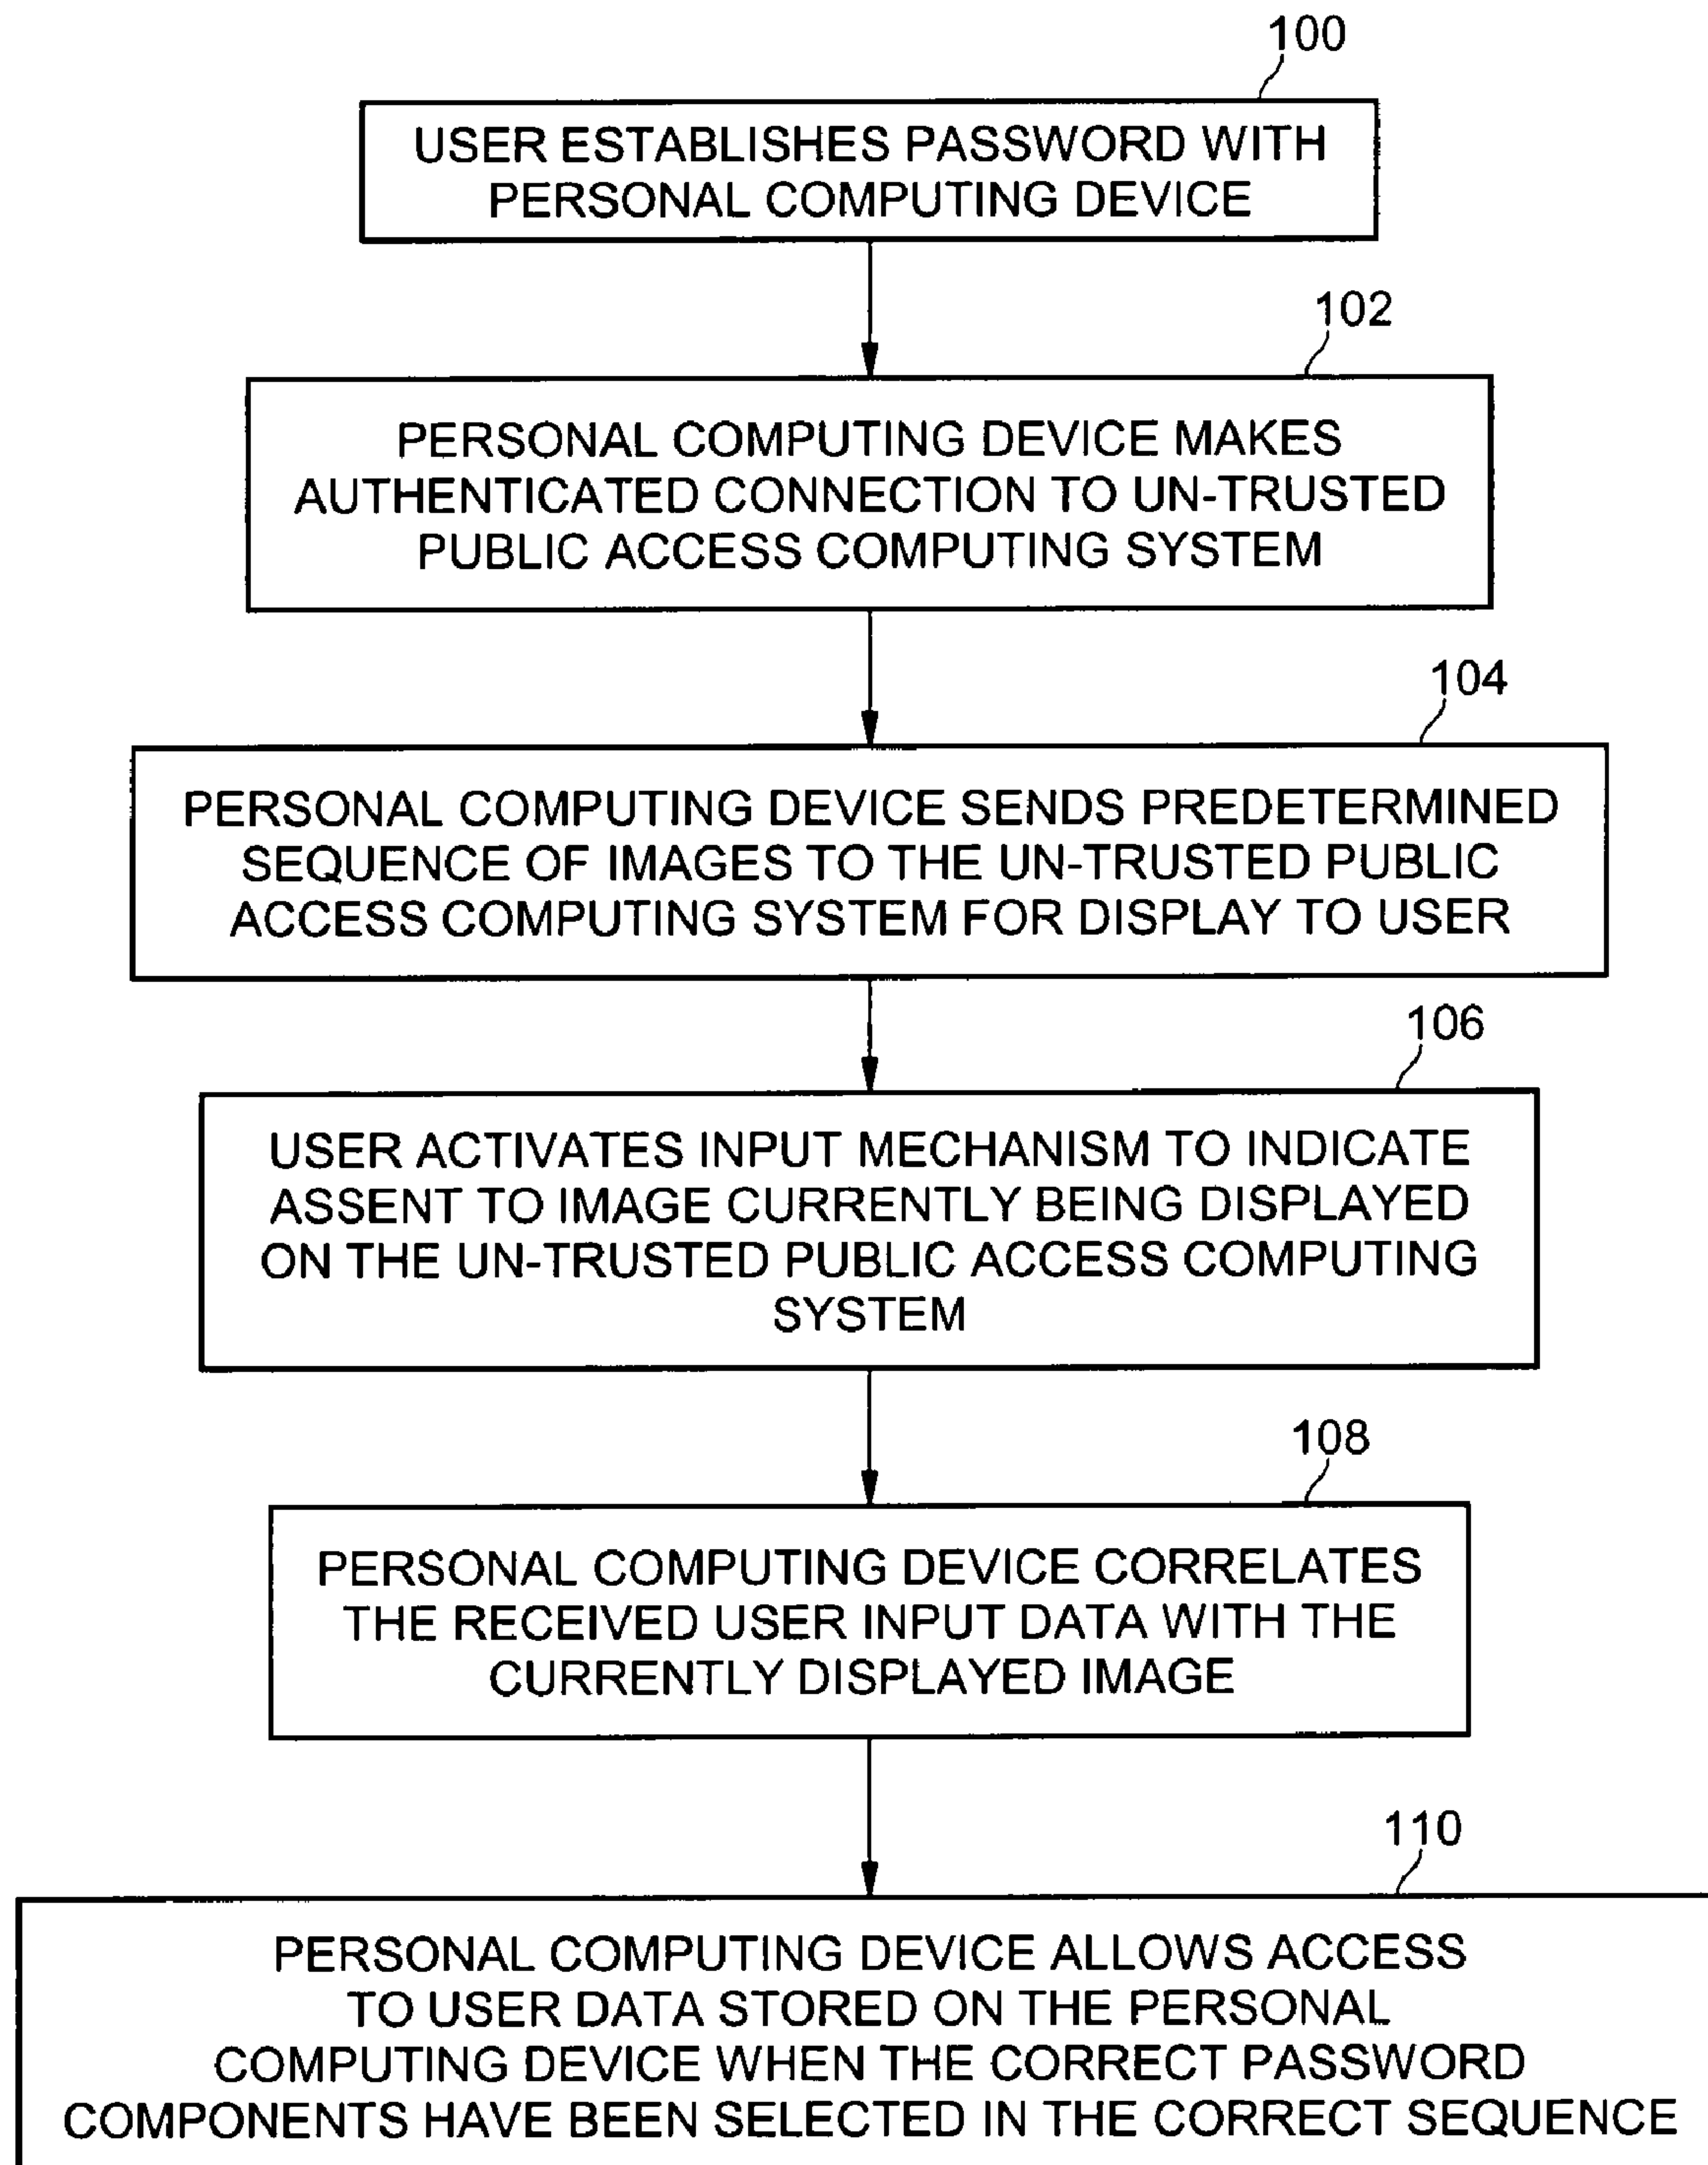 100
USER ESTABLISHES PASSWORD WITH
PERSONAL COMPUTING DEVICE
102
PERSONAL COMPUTING DEVICE MAKES
AUTHENTICATED CONNECTION TO UN-TRUSTED
PUBLIC ACCESS COMPUTING SYSTEM
104
PERSONAL COMPUTING DEVICE SENDS PREDETERMINED
SEQUENCE OF IMAGES TO THE UN-TRUSTED PUBLIC
ACCESS COMPUTING SYSTEM FOR DISPLAY TO USER
106
USER ACTIVATES INPUT MECHANISM TO INDICATE
ASSENT TO IMAGE CURRENTLY BEING DISPLAYED
ON THE UN-TRUSTED PUBLIC ACCESS COMPUTING
SYSTEM
108
PERSONAL COMPUTING DEVICE CORRELATES
THE RECEIVED USER INPUT DATA WITH THE
CURRENTLY DISPLAYED IMAGE
110
PERSONAL COMPUTING DEVICE ALLOWS ACCESS
TO USER DATA STORED ON THE PERSONAL
COMPUTING DEVICE WHEN THE CORRECT PASSWORD
COMPONENTS HAVE BEEN SELECTED IN THE CORRECT SEQUENCE